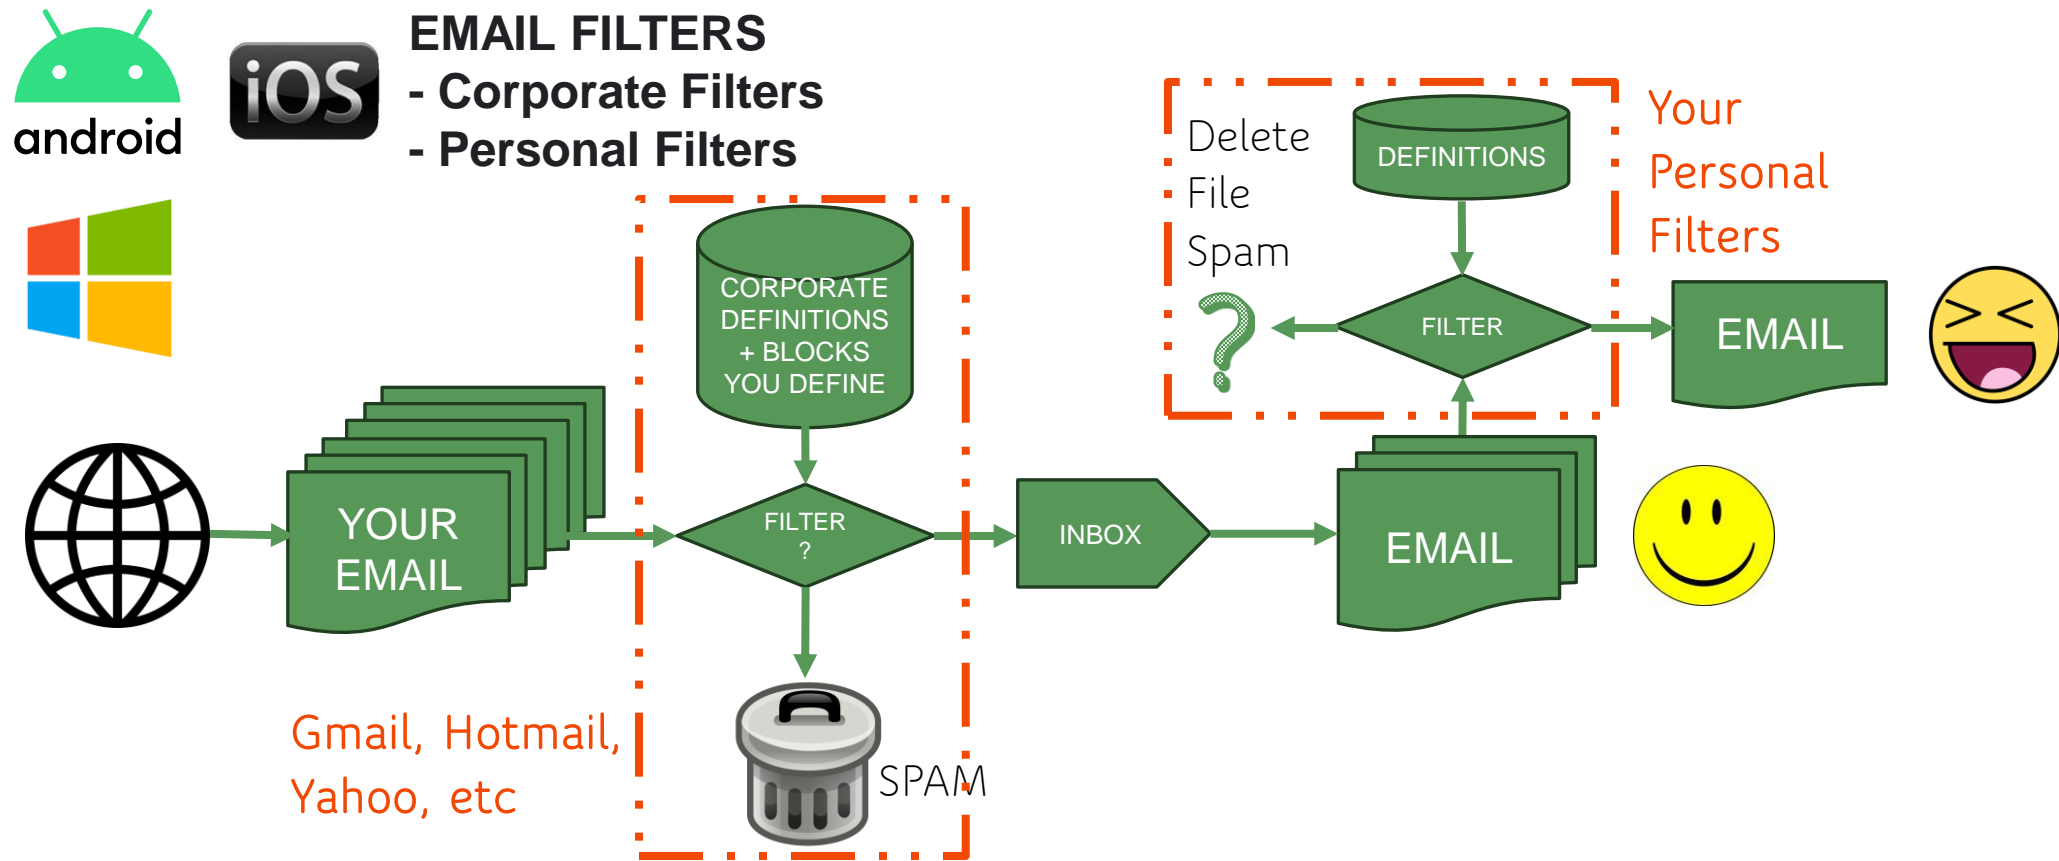 android
iOS
EMAIL FILTERS
- Corporate Filters
- Personal Filters
Delete
File
Spam
DEFINITIONS
FILTER
Your
Personal
Filters
EMAIL
CORPORATE
DEFINITIONS
+ BLOCKS
YOU DEFINE
YOUR
EMAIL
FILTER
?
INBOX
EMAIL
SPAM
Gmail, Hotmail,
Yahoo, etc